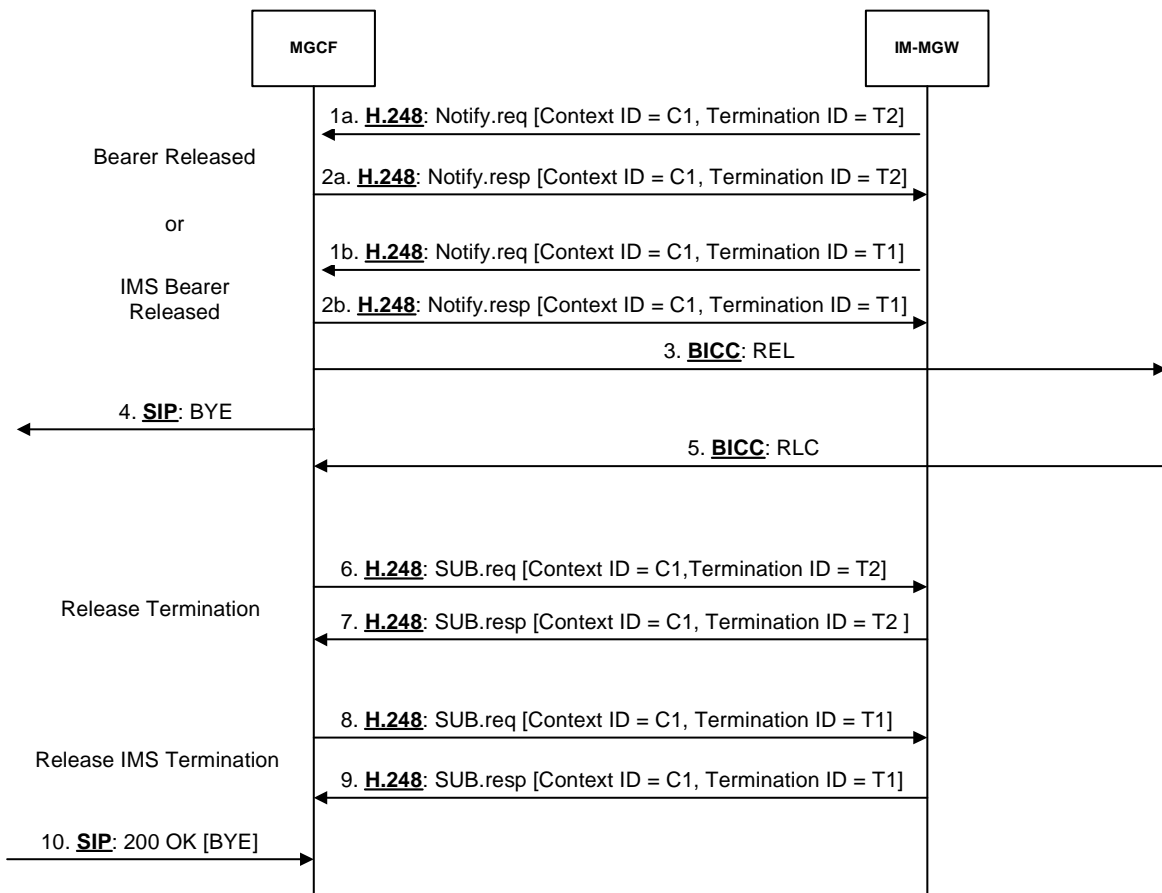 MGCF
IM-MGW
1a. H.248: Notify.req [Context ID = C1, Termination ID = T2]
Bearer Released
2a. H.248: Notify.resp [Context ID = C1, Termination ID = T2]
or
1b. H.248: Notify.req [Context ID = C1, Termination ID = T1]
IMS Bearer
Released
2b. H.248: Notify.resp [Context ID = C1, Termination ID = T1]
3. BICC: REL
4. SIP: BYE
5. BICC: RLC
6. H.248: SUB.req [Context ID = C1,Termination ID = T2]
Release Termination
7. H.248: SUB.resp [Context ID = C1, Termination ID = T2 ]
8. H.248: SUB.req [Context ID = C1, Termination ID = T1]
Release IMS Termination
9. H.248: SUB.resp [Context ID = C1, Termination ID = T1]
10. SIP: 200 OK [BYE]